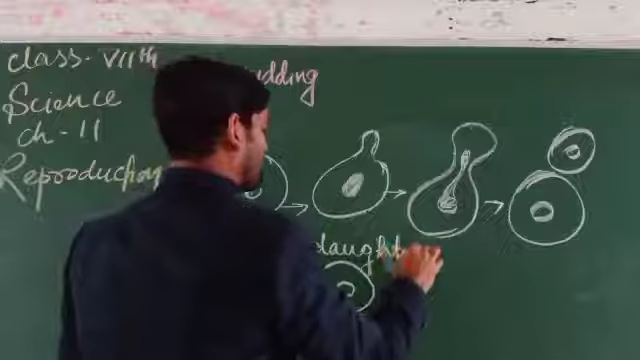 class-VIIth
Science
ch-11
Reproduction
daught